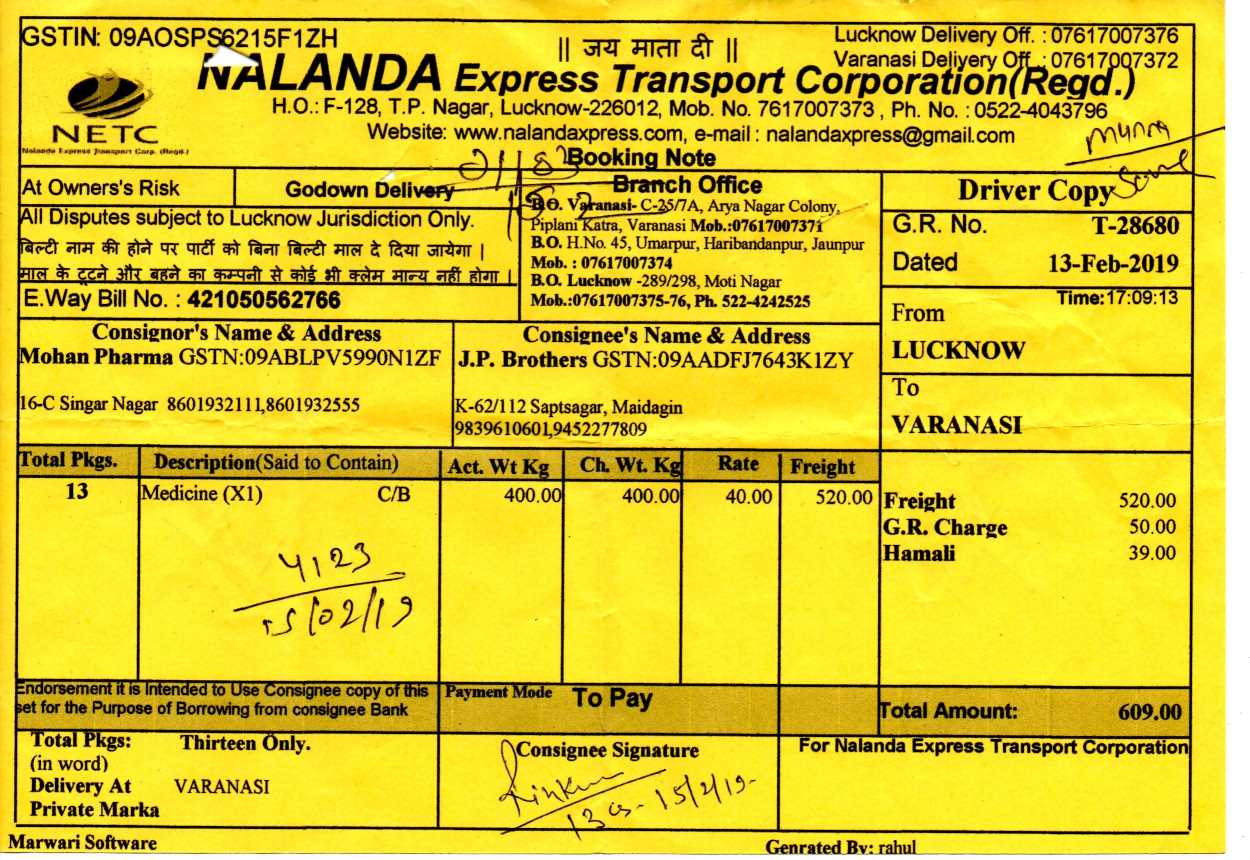 GSTIN: 09AOSPS6215F1ZH
|| जय माता दी ||
Lucknow Delivery Off. : 07617007376
Varanasi Delivery Off. : 07617007372
NALANDA Express Transport Corporation(Regd.)
H.O.: F-128, T.P. Nagar, Lucknow-226012, Mob. No. 7617007373 , Ph. No. : 0522-4043796
Website: www.nalandaxpress.com, e-mail : nalandaxpress@gmail.com
NETC
Nalanda Express Transport Corp. (Regd.)
Munna
Booking Note
At Owners's Risk
Godown Delivery
All Disputes subject to Lucknow Jurisdiction Only.
बिल्टी नाम की होने पर पार्टी को बिना बिल्टी माल दे दिया जायेगा |
माल के टूटने और बहने का कम्पनी से कोई भी क्लेम मान्य नहीं होगा |
E.Way Bill No. : 421050562766
Branch Office
B.O. Varanasi- C-25/7A, Arya Nagar Colony,
Piplani Katra, Varanasi Mob.:07617007371
B.O. H.No. 45, Umarpur, Haribandanpur, Jaunpur
Mob. : 07617007374
B.O. Lucknow -289/298, Moti Nagar
Mob.:07617007375-76, Ph. 522-4242525
Driver Copy
G.R. No. T-28680
Dated 13-Feb-2019
Time:17:09:13
From
LUCKNOW
To
VARANASI
Consignor's Name & Address
Mohan Pharma GSTN:09ABLPV5990N1ZF
16-C Singar Nagar 8601932111,8601932555
Consignee's Name & Address
J.P. Brothers GSTN:09AADFJ7643K1ZY
K-62/112 Saptsagar, Maidagin
9839610601,9452277809
Total Pkgs. Description(Said to Contain) Act. Wt Kg Ch. Wt. Kg Rate Freight
13 Medicine (X1) C/B 400.00 400.00 40.00 520.00
4123
15/02/19
Freight 520.00
G.R. Charge 50.00
Hamali 39.00
Endorsement it is Intended to Use Consignee copy of this
set for the Purpose of Borrowing from consignee Bank
Payment Mode To Pay
Total Amount: 609.00
Total Pkgs: Thirteen Only.
(in word)
Delivery At VARANASI
Private Marka
Consignee Signature
13 cs- 15/2/19-
For Nalanda Express Transport Corporation
Marwari Software
Genrated By: rahul